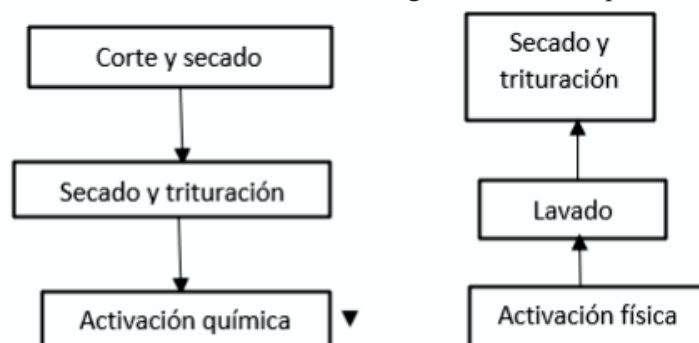 Corte y secado
Secado y trituración
Activación química
Secado y
trituración
Lavado
Activación física